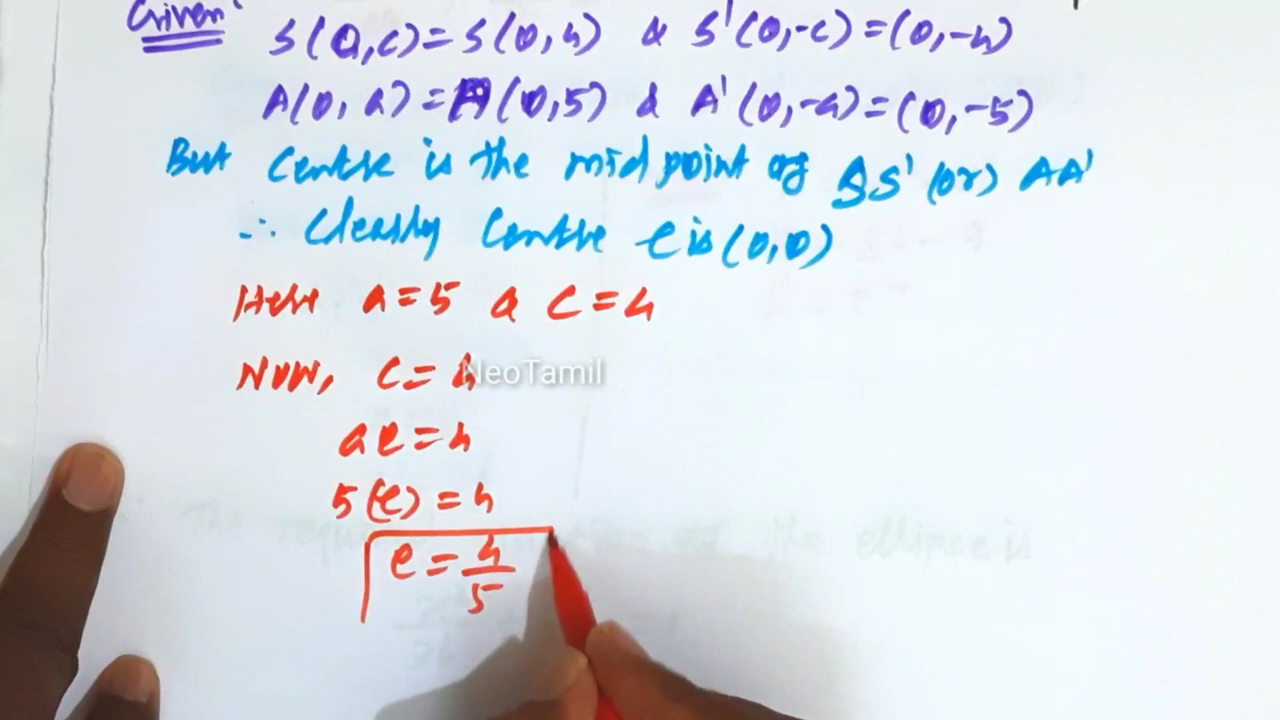 Given:
S(0,c)=S(0,4) & S'(0,-c)=(0,-4)
A(0,a)=A(0,5) & A'(0,-a)=(0,-5)
But Centre is the mid point of SS' (or) AA'
∴ Clearly Centre C is (0,0)
Here a=5 & c=4
Now, c=4
NeoTamil
ae=4
5(e)=4
e=4/5